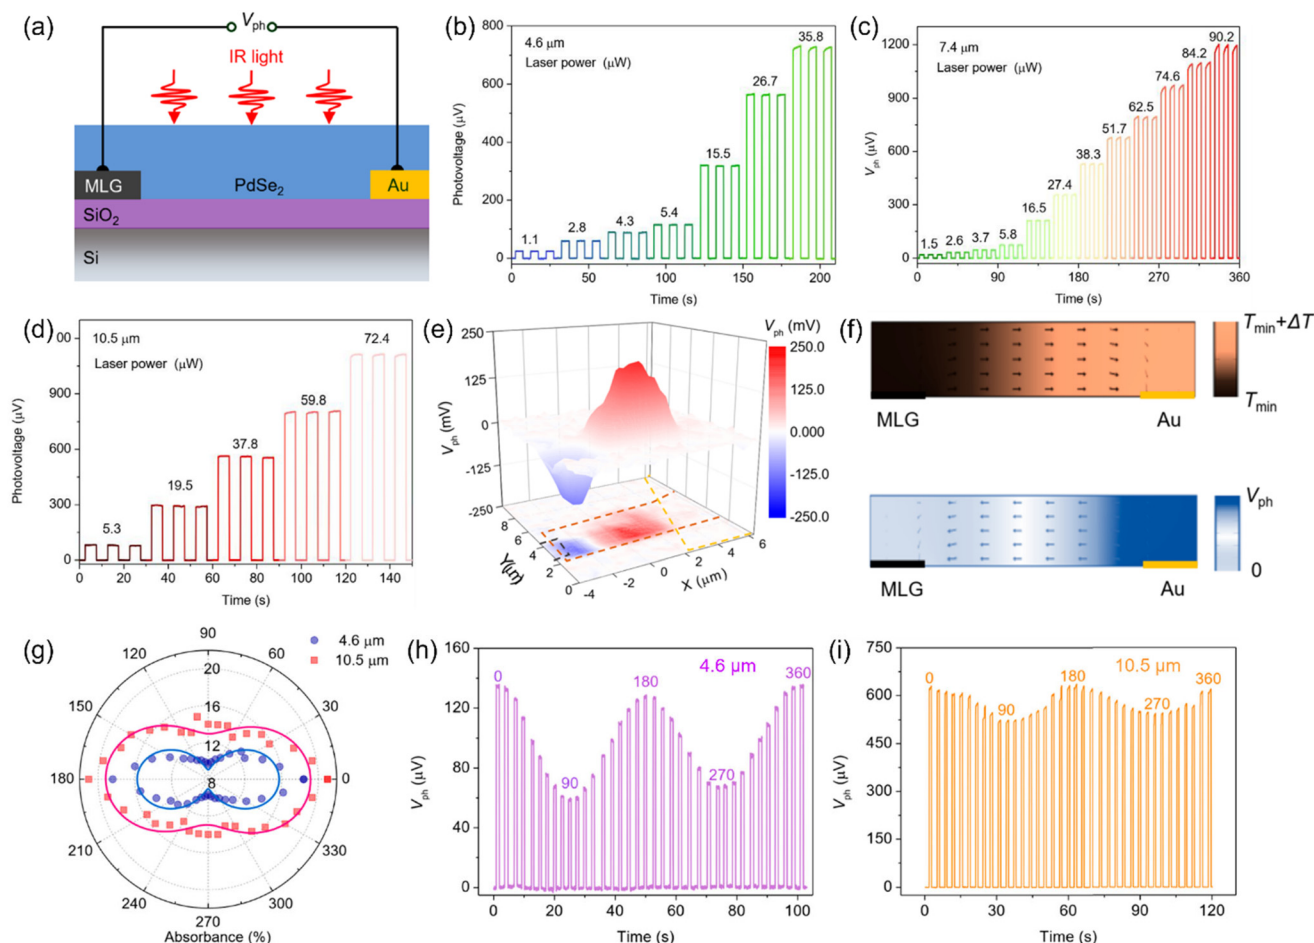 (a)
V_ph
IR light
MLG
PdSe₂
Au
SiO₂
Si
(b)
4.6 μm
Laser power (μW)
Photovoltage (μV)
800
600
400
200
0
1.1
2.8
4.3
5.4
15.5
26.7
35.8
0 50 100 150 200
Time (s)
(c)
7.4 μm
Laser power (μW)
V_ph (μV)
1200
900
600
300
0
1.5
2.6
3.7
5.8
16.5
27.4
38.3
51.7
62.5
74.6
84.2
90.2
0 90 180 270 360
Time (s)
(d)
10.5 μm
Laser power (μW)
Photovoltage (μV)
00
900
600
300
0
5.3
19.5
37.8
59.8
72.4
0 20 40 60 80 100 120 140
Time (s)
(e)
V_ph (mV)
250
125
0
-125
-250
V_ph (mV)
250.0
125.0
0.000
-125.0
-250.0
8
6
4
2
0
Y(μm)
-4 -2 0 2 4 6
X (μm)
(f)
T_min+ΔT
T_min
MLG
Au
V_ph
0
MLG
Au
(g)
4.6 μm
10.5 μm
90
120 60
150 30
180 0
210 330
240 300
270
20
16
12
8
Absorbance (%)
(h)
4.6 μm
V_ph (μV)
160
120
80
40
0
0
90
180
270
360
0 20 40 60 80 100
Time (s)
(i)
10.5 μm
V_ph (μV)
750
600
450
300
150
0
0
90
180
270
360
0 30 60 90 120
Time (s)